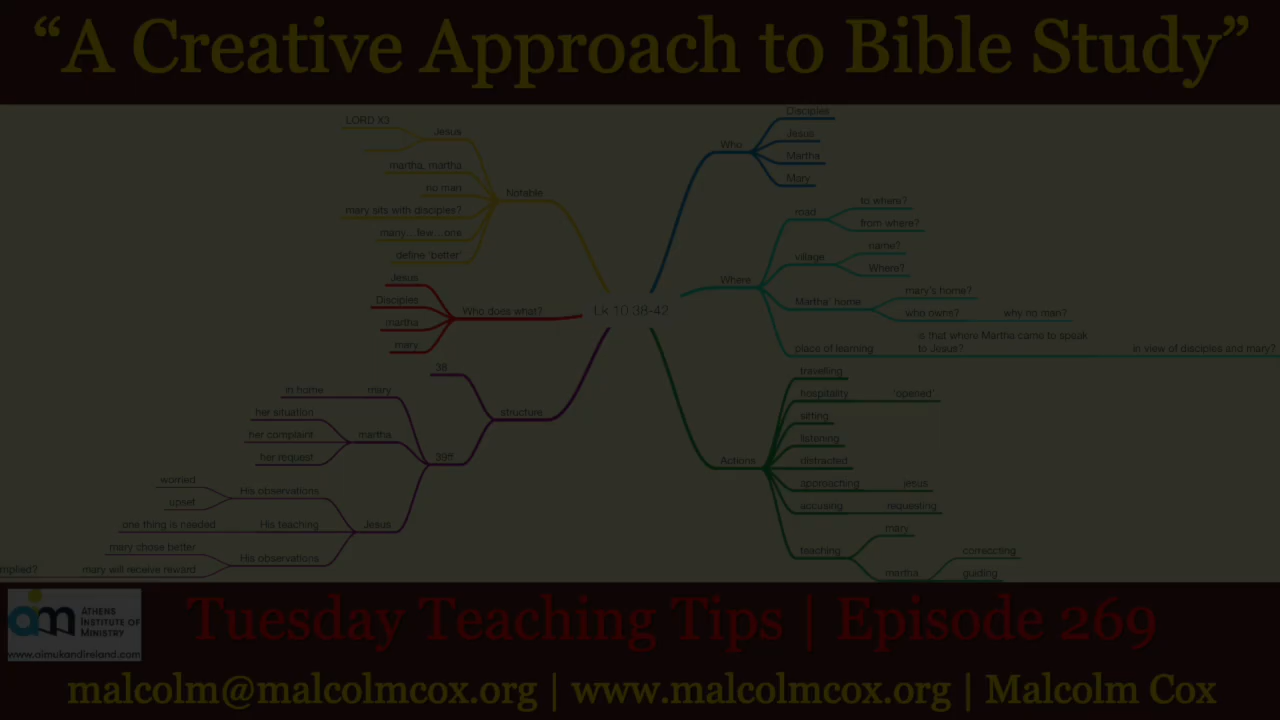 “A Creative Approach to Bible Study”
Lk 10 38-42
Notable
Jesus
LORD X3
martha, martha
no man
mary sits with disciples?
many...few...one
define 'better'
Who does what?
Jesus
Disciples
martha
mary
structure
38
39ff
mary
in home
martha
her situation
her complaint
her request
Jesus
His observations
worried
upset
His teaching
one thing is needed
His observations
mary chose better
mary will receive reward
mplied?
Who
Disciples
Jesus
Martha
Mary
Where
road
to where?
from where?
village
name?
Where?
Martha' home
mary's home?
who owns?
why no man?
place of learning
is that where Martha came to speak
to Jesus?
in view of disciples and mary?
Actions
travelling
hospitality
'opened'
sitting
listening
distracted
approaching
jesus
accusing
requesting
teaching
mary
martha
correcting
guiding
aim
ATHENS
INSTITUTE OF
MINISTRY
www.aimukandireland.com
Tuesday Teaching Tips | Episode 269
malcolm@malcolmcox.org | www.malcolmcox.org | Malcolm Cox